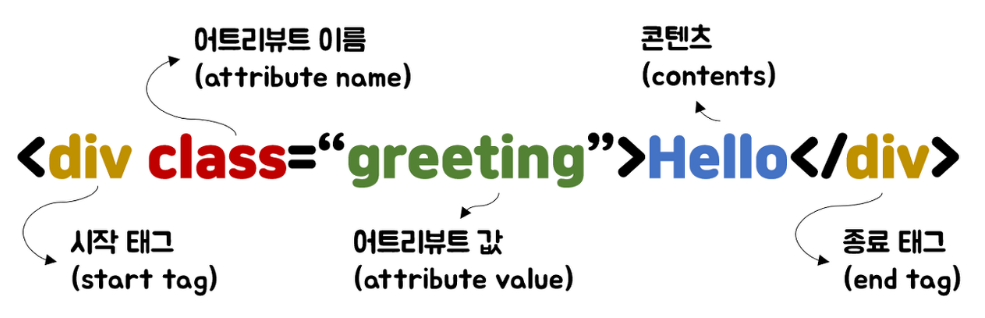 어트리뷰트 이름
(attribute name)
콘텐츠
(contents)
<div class=“greeting”>Hello</div>
시작 태그
(start tag)
어트리뷰트 값
(attribute value)
종료 태그
(end tag)